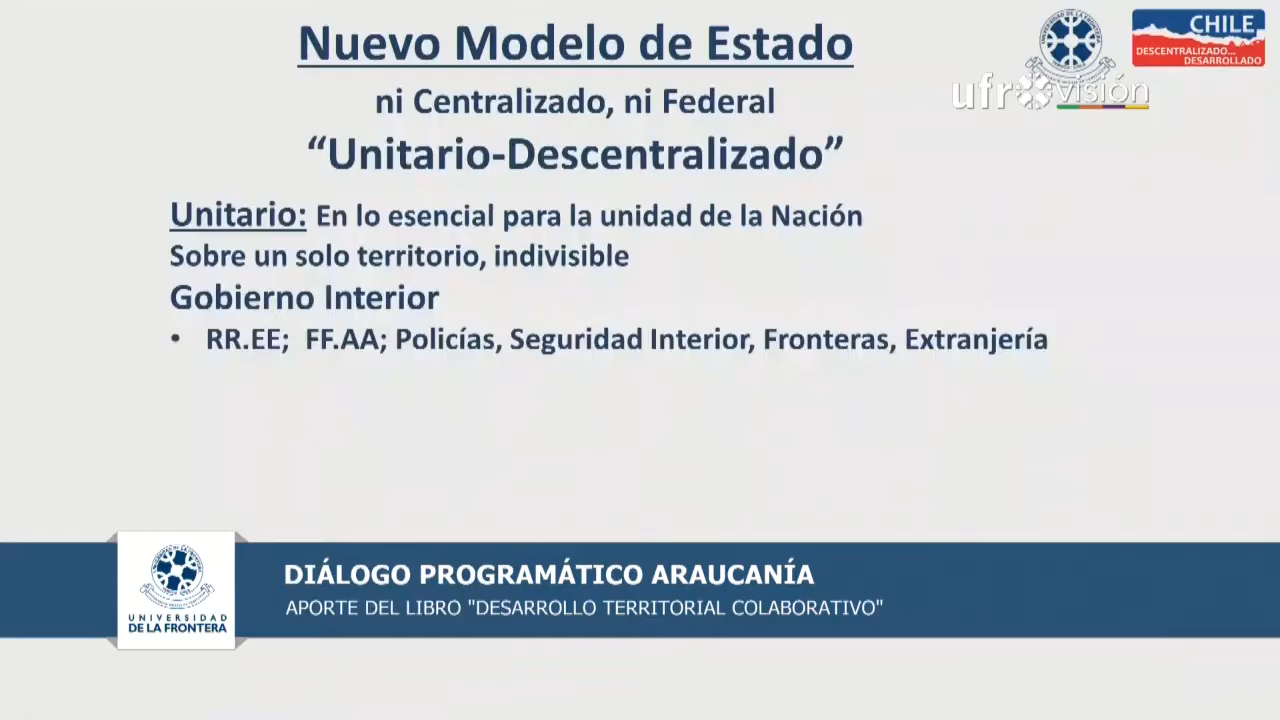 Nuevo Modelo de Estado
ni Centralizado, ni Federal
“Unitario-Descentralizado”
Unitario: En lo esencial para la unidad de la Nación
Sobre un solo territorio, indivisible
Gobierno Interior
• RR.EE; FF.AA; Policías, Seguridad Interior, Fronteras, Extranjería
CHILE
DESCENTRALIZADO...
DESARROLLADO
ufro visión
DIÁLOGO PROGRAMÁTICO ARAUCANÍA
APORTE DEL LIBRO "DESARROLLO TERRITORIAL COLABORATIVO"
UNIVERSIDAD
DE LA FRONTERA